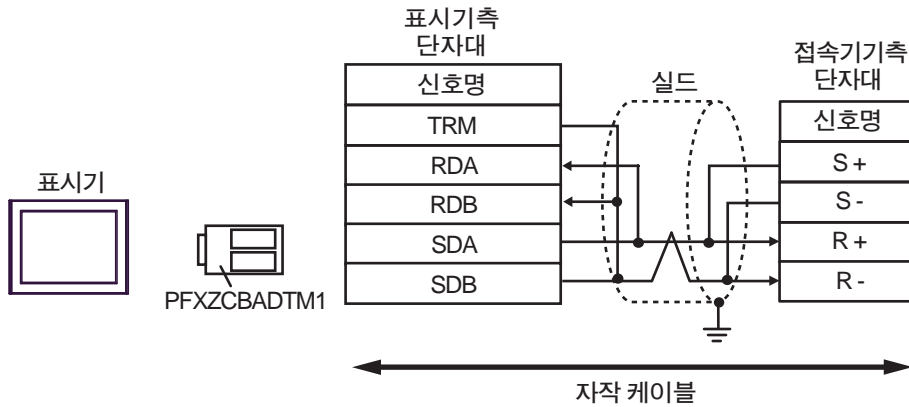 표시기측
단자대
신호명
TRM
RDA
RDB
SDA
SDB
실드
접속기기측
단자대
신호명
S +
S -
R +
R -
표시기
PFXZCBADTM1
자작 케이블